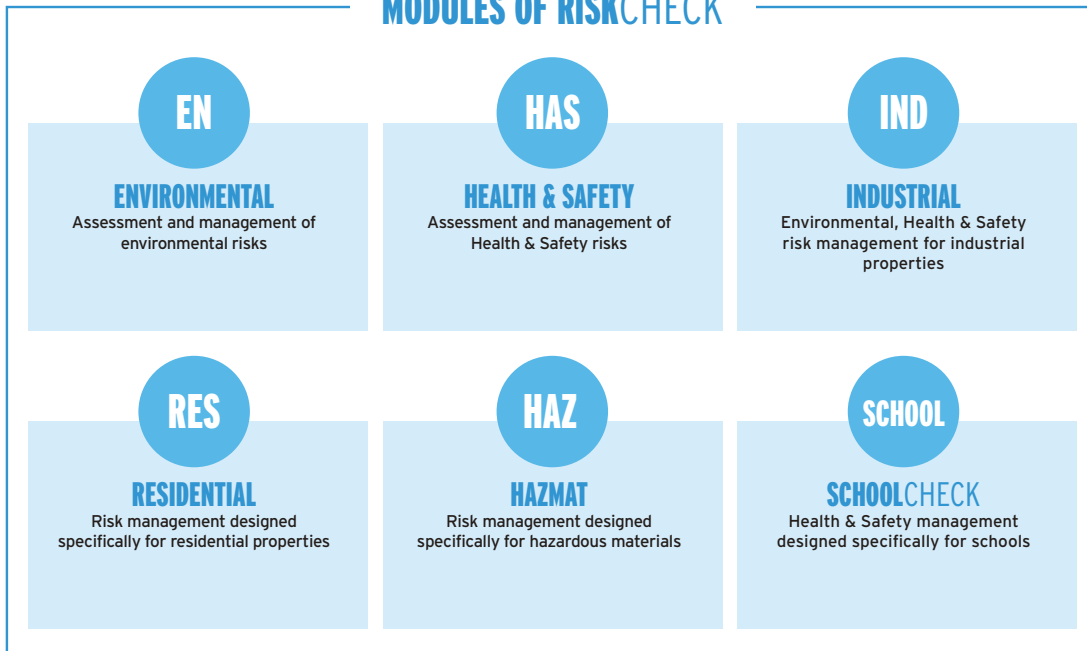 MODULES OF RISKCHECK
EN
ENVIRONMENTAL
Assessment and management of
environmental risks
HAS
HEALTH & SAFETY
Assessment and management of
Health & Safety risks
IND
INDUSTRIAL
Environmental, Health & Safety
risk management for industrial
properties
RES
RESIDENTIAL
Risk management designed
specifically for residential properties
HAZ
HAZMAT
Risk management designed
specifically for hazardous materials
SCHOOL
SCHOOLCHECK
Health & Safety management
designed specifically for schools